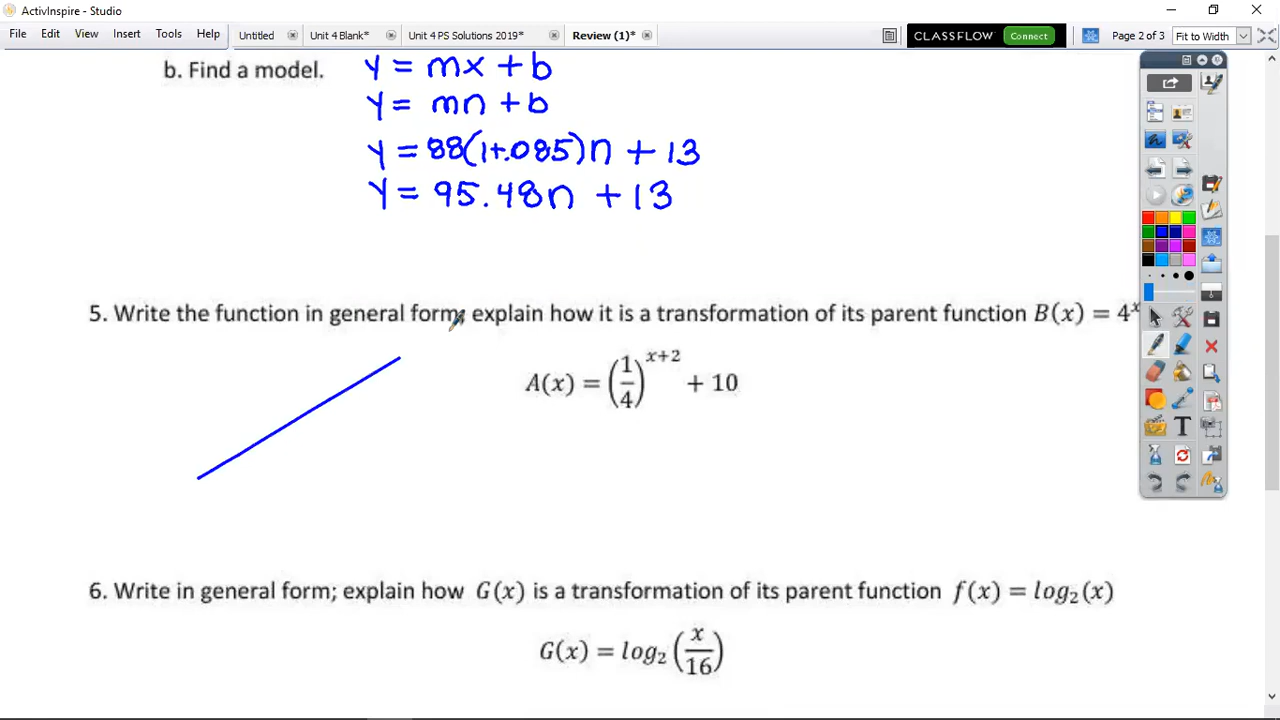 ActivInspire - Studio
File Edit View Insert Tools Help Untitled Unit 4 Blank* Unit 4 PS Solutions 2019* Review (1)* CLASSFLOW Connect Page 2 of 3 Fit to Width
b. Find a model. y = mx + b
y = mn + b
y = 88(1+.085)n + 13
y = 95.48n + 13
5. Write the function in general form; explain how it is a transformation of its parent function B(x) = 4ˣ
A(x) = (1/4)^(x+2) + 10
6. Write in general form; explain how G(x) is a transformation of its parent function f(x) = log₂(x)
G(x) = log₂(x/16)